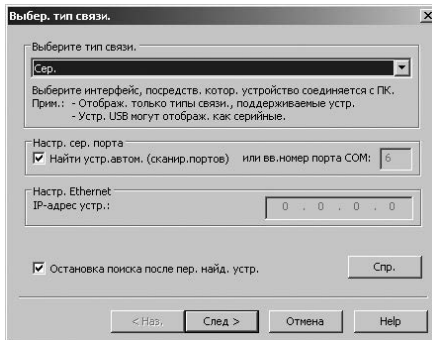 Выбер. тип связи.
Выберите тип связи.
Сер.
Выберите интерфейс, посредств. котор. устройство соединяется с ПК.
Прим.: - Отображ. только типы связи., поддерживаемые устр.
- Устр. USB могут отображ. как серийные.
Настр. сер. порта
Найти устр.автом. (сканир.портов) или вв.номер порта COM: 6
Настр. Ethernet
IP-адрес устр.: 0 . 0 . 0 . 0
Остановка поиска после пер. найд. устр. Спр.
< Наз. След > Отмена Help